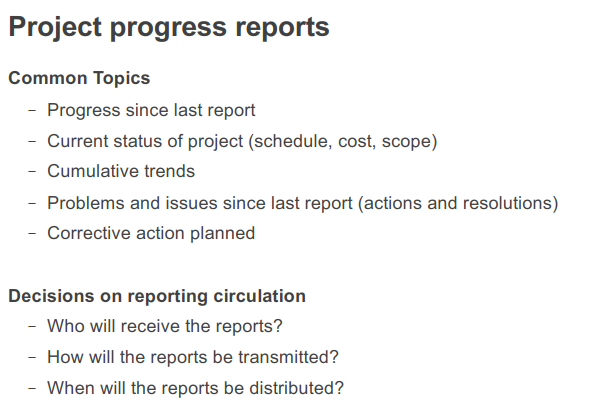 Project progress reports
Common Topics
– Progress since last report
– Current status of project (schedule, cost, scope)
– Cumulative trends
– Problems and issues since last report (actions and resolutions)
– Corrective action planned
Decisions on reporting circulation
– Who will receive the reports?
– How will the reports be transmitted?
– When will the reports be distributed?